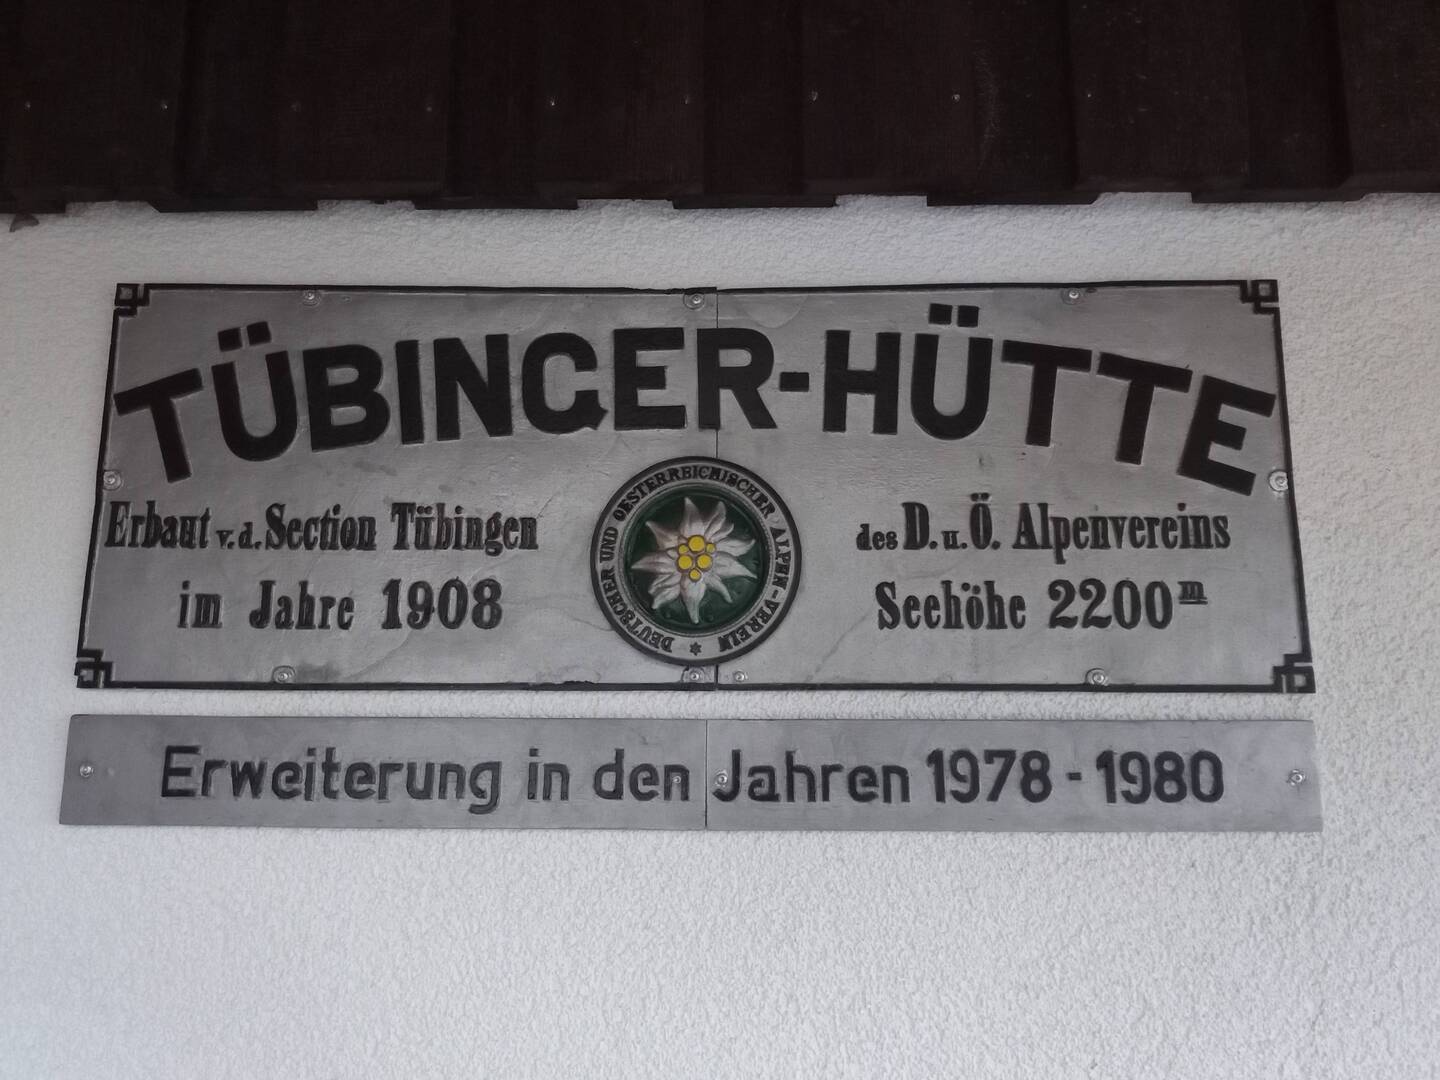 TÜBINGER-HÜTTE
Erbaut v. d. Section Tübingen
des D. u. Ö. Alpenvereins
im Jahre 1908
Seehöhe 2200 m
DEUTSCHER UND OESTERREICHISCHER ALPEN-VEREIN
Erweiterung in den Jahren 1978 - 1980